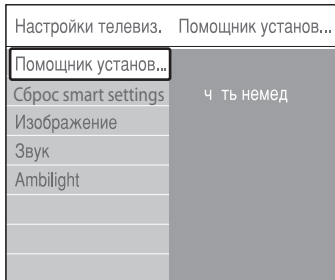 Настройки телевиз. Помощник установ...
Помощник установ...
Сброс smart settings ч ть немед
Изображение
Звук
Ambilight